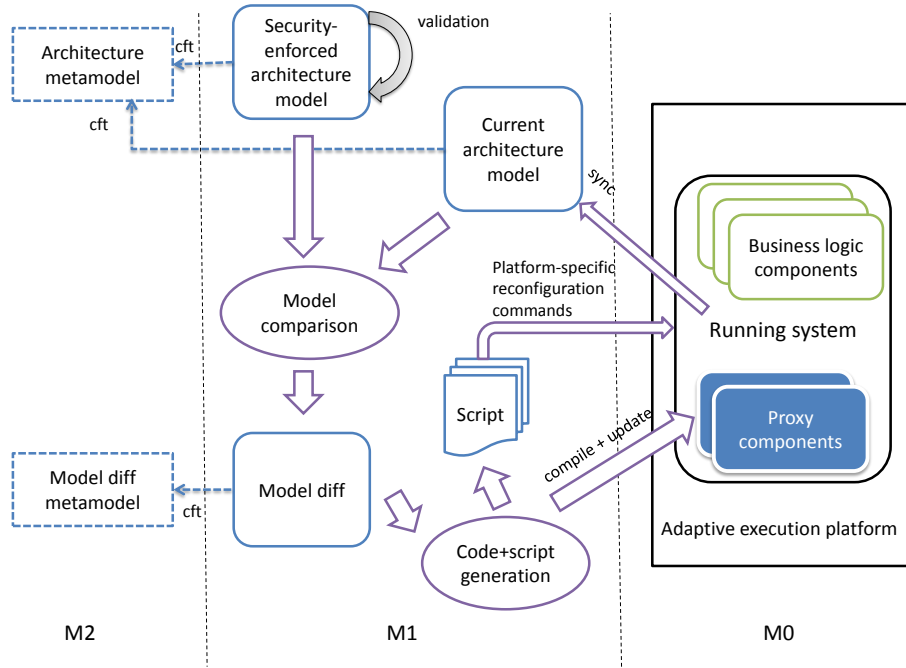 Architecture
metamodel
cft
Security-
enforced
architecture
model
validation
cft
Current
architecture
model
sync
Business logic
components
Platform-specific
reconfiguration
commands
Model
comparison
Running system
Script
Proxy
components
compile + update
Model diff
metamodel
cft
Model diff
Code+script
generation
Adaptive execution platform
M2
M1
M0